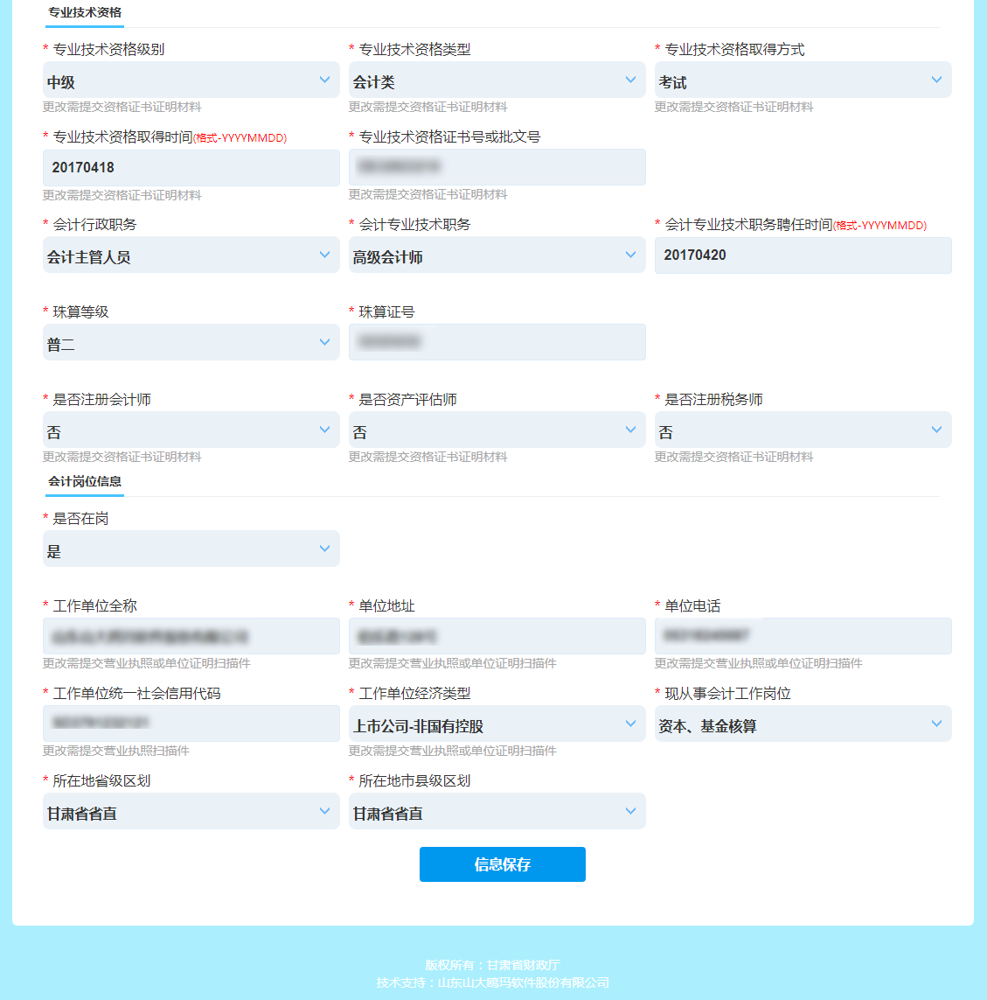 专业技术资格
* 专业技术资格级别 * 专业技术资格类型 * 专业技术资格取得方式
中级 会计类 考试
更改需提交资格证书证明材料 更改需提交资格证书证明材料 更改需提交资格证书证明材料
* 专业技术资格取得时间(格式-YYYYMMDD) * 专业技术资格证书号或批文号
20170418
更改需提交资格证书证明材料 更改需提交资格证书证明材料
* 会计行政职务 * 会计专业技术职务 * 会计专业技术职务聘任时间(格式-YYYYMMDD)
会计主管人员 高级会计师 20170420
* 珠算等级 * 珠算证号
普二
* 是否注册会计师 * 是否资产评估师 * 是否注册税务师
否 否 否
更改需提交资格证书证明材料 更改需提交资格证书证明材料 更改需提交资格证书证明材料
会计岗位信息
* 是否在岗
是
* 工作单位全称 * 单位地址 * 单位电话
更改需提交营业执照或单位证明扫描件 更改需提交营业执照或单位证明扫描件 更改需提交营业执照或单位证明扫描件
* 工作单位统一社会信用代码 * 工作单位经济类型 * 现从事会计工作岗位
上市公司-非国有控股 资本、基金核算
更改需提交营业执照扫描件 更改需提交营业执照或单位证明扫描件
* 所在地省级区划 * 所在地市县级区划
甘肃省省直 甘肃省省直
信息保存
版权所有：甘肃省财政厅
技术支持：山东山大鸥玛软件股份有限公司